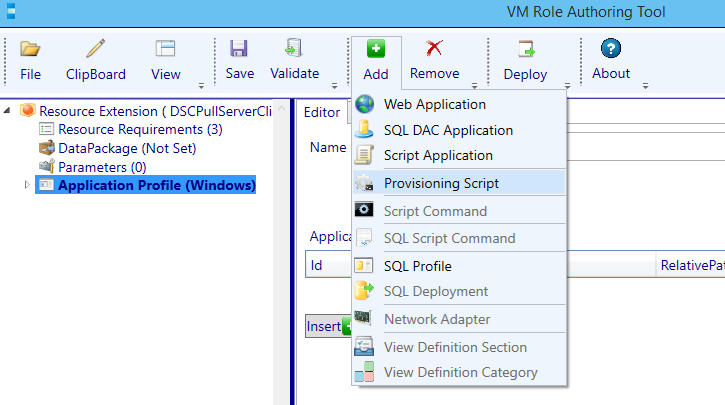 VM Role Authoring Tool
File
ClipBoard
View
Save
Validate
Add
Remove
Deploy
About
Resource Extension ( DSCPullServerCli
Resource Requirements (3)
DataPackage (Not Set)
Parameters (0)
Application Profile (Windows)
Editor
Name
Applica
Id
RelativePat
Insert
Web Application
SQL DAC Application
Script Application
Provisioning Script
Script Command
SQL Script Command
SQL Profile
SQL Deployment
Network Adapter
View Definition Section
View Definition Category